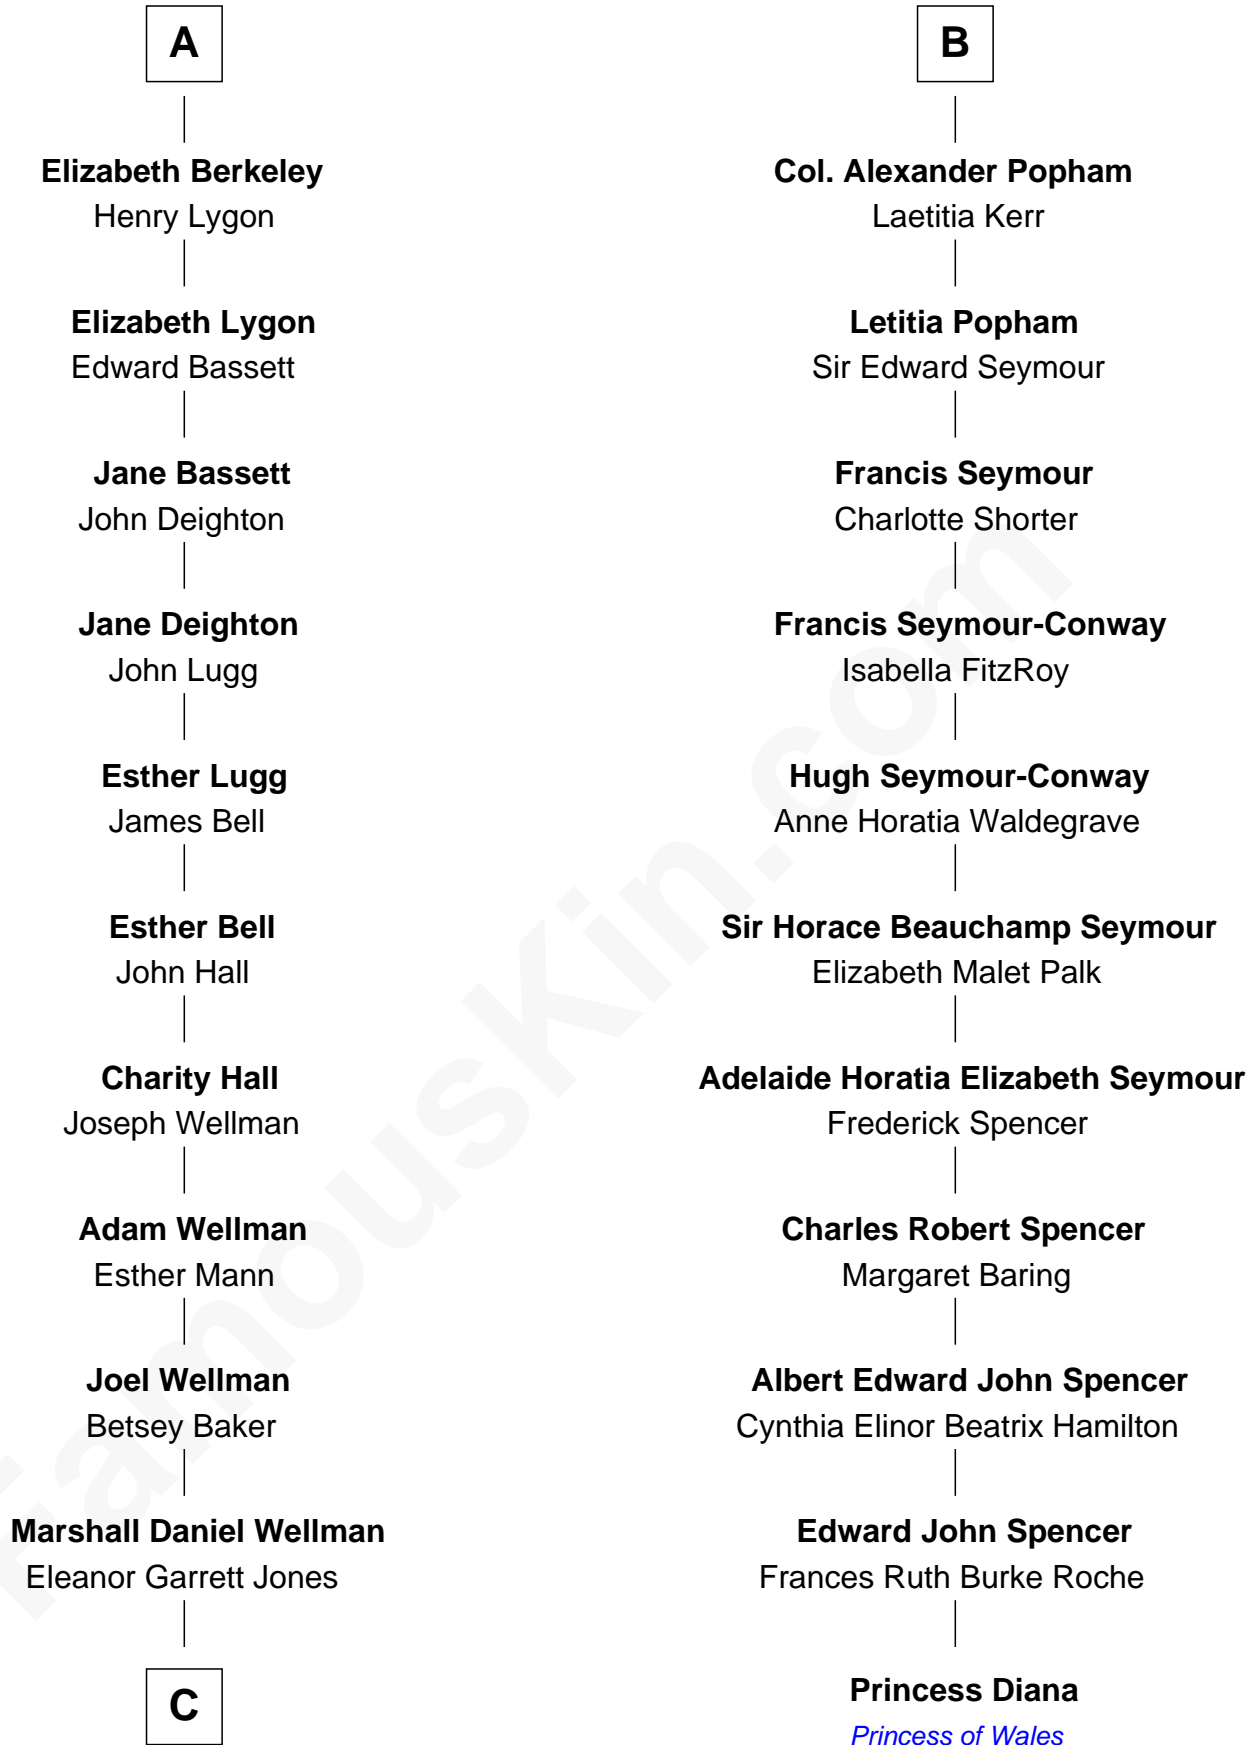 A
Elizabeth Berkeley
Henry Lygon
Elizabeth Lygon
Edward Bassett
Jane Bassett
John Deighton
Jane Deighton
John Lugg
Esther Lugg
James Bell
Esther Bell
John Hall
Charity Hall
Joseph Wellman
Adam Wellman
Esther Mann
Joel Wellman
Betsey Baker
Marshall Daniel Wellman
Eleanor Garrett Jones
C
B
Col. Alexander Popham
Laetitia Kerr
Letitia Popham
Sir Edward Seymour
Francis Seymour
Charlotte Shorter
Francis Seymour-Conway
Isabella FitzRoy
Hugh Seymour-Conway
Anne Horatia Waldegrave
Sir Horace Beauchamp Seymour
Elizabeth Malet Palk
Adelaide Horatia Elizabeth Seymour
Frederick Spencer
Charles Robert Spencer
Margaret Baring
Albert Edward John Spencer
Cynthia Elinor Beatrix Hamilton
Edward John Spencer
Frances Ruth Burke Roche
Princess Diana
Princess of Wales
FamousKin.com